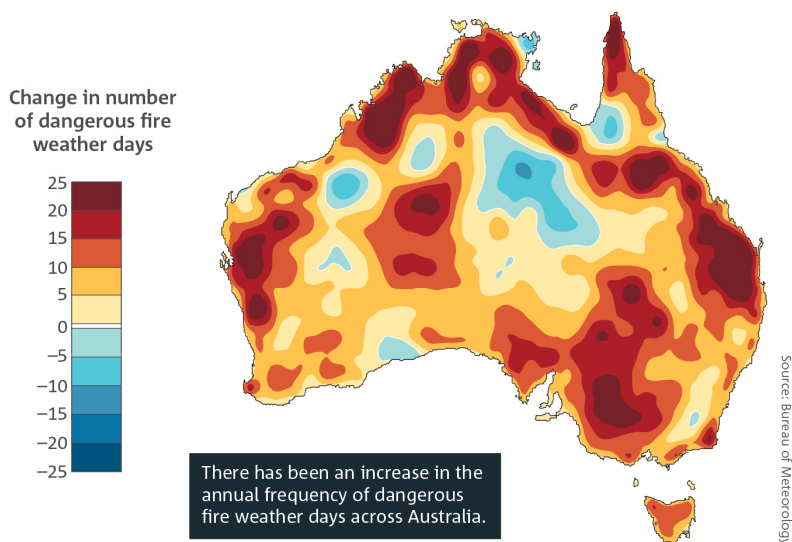 Change in number
of dangerous fire
weather days
25
20
15
10
5
0
−5
−10
−15
−20
−25
There has been an increase in the
annual frequency of dangerous
fire weather days across Australia.
Source: Bureau of Meteorology